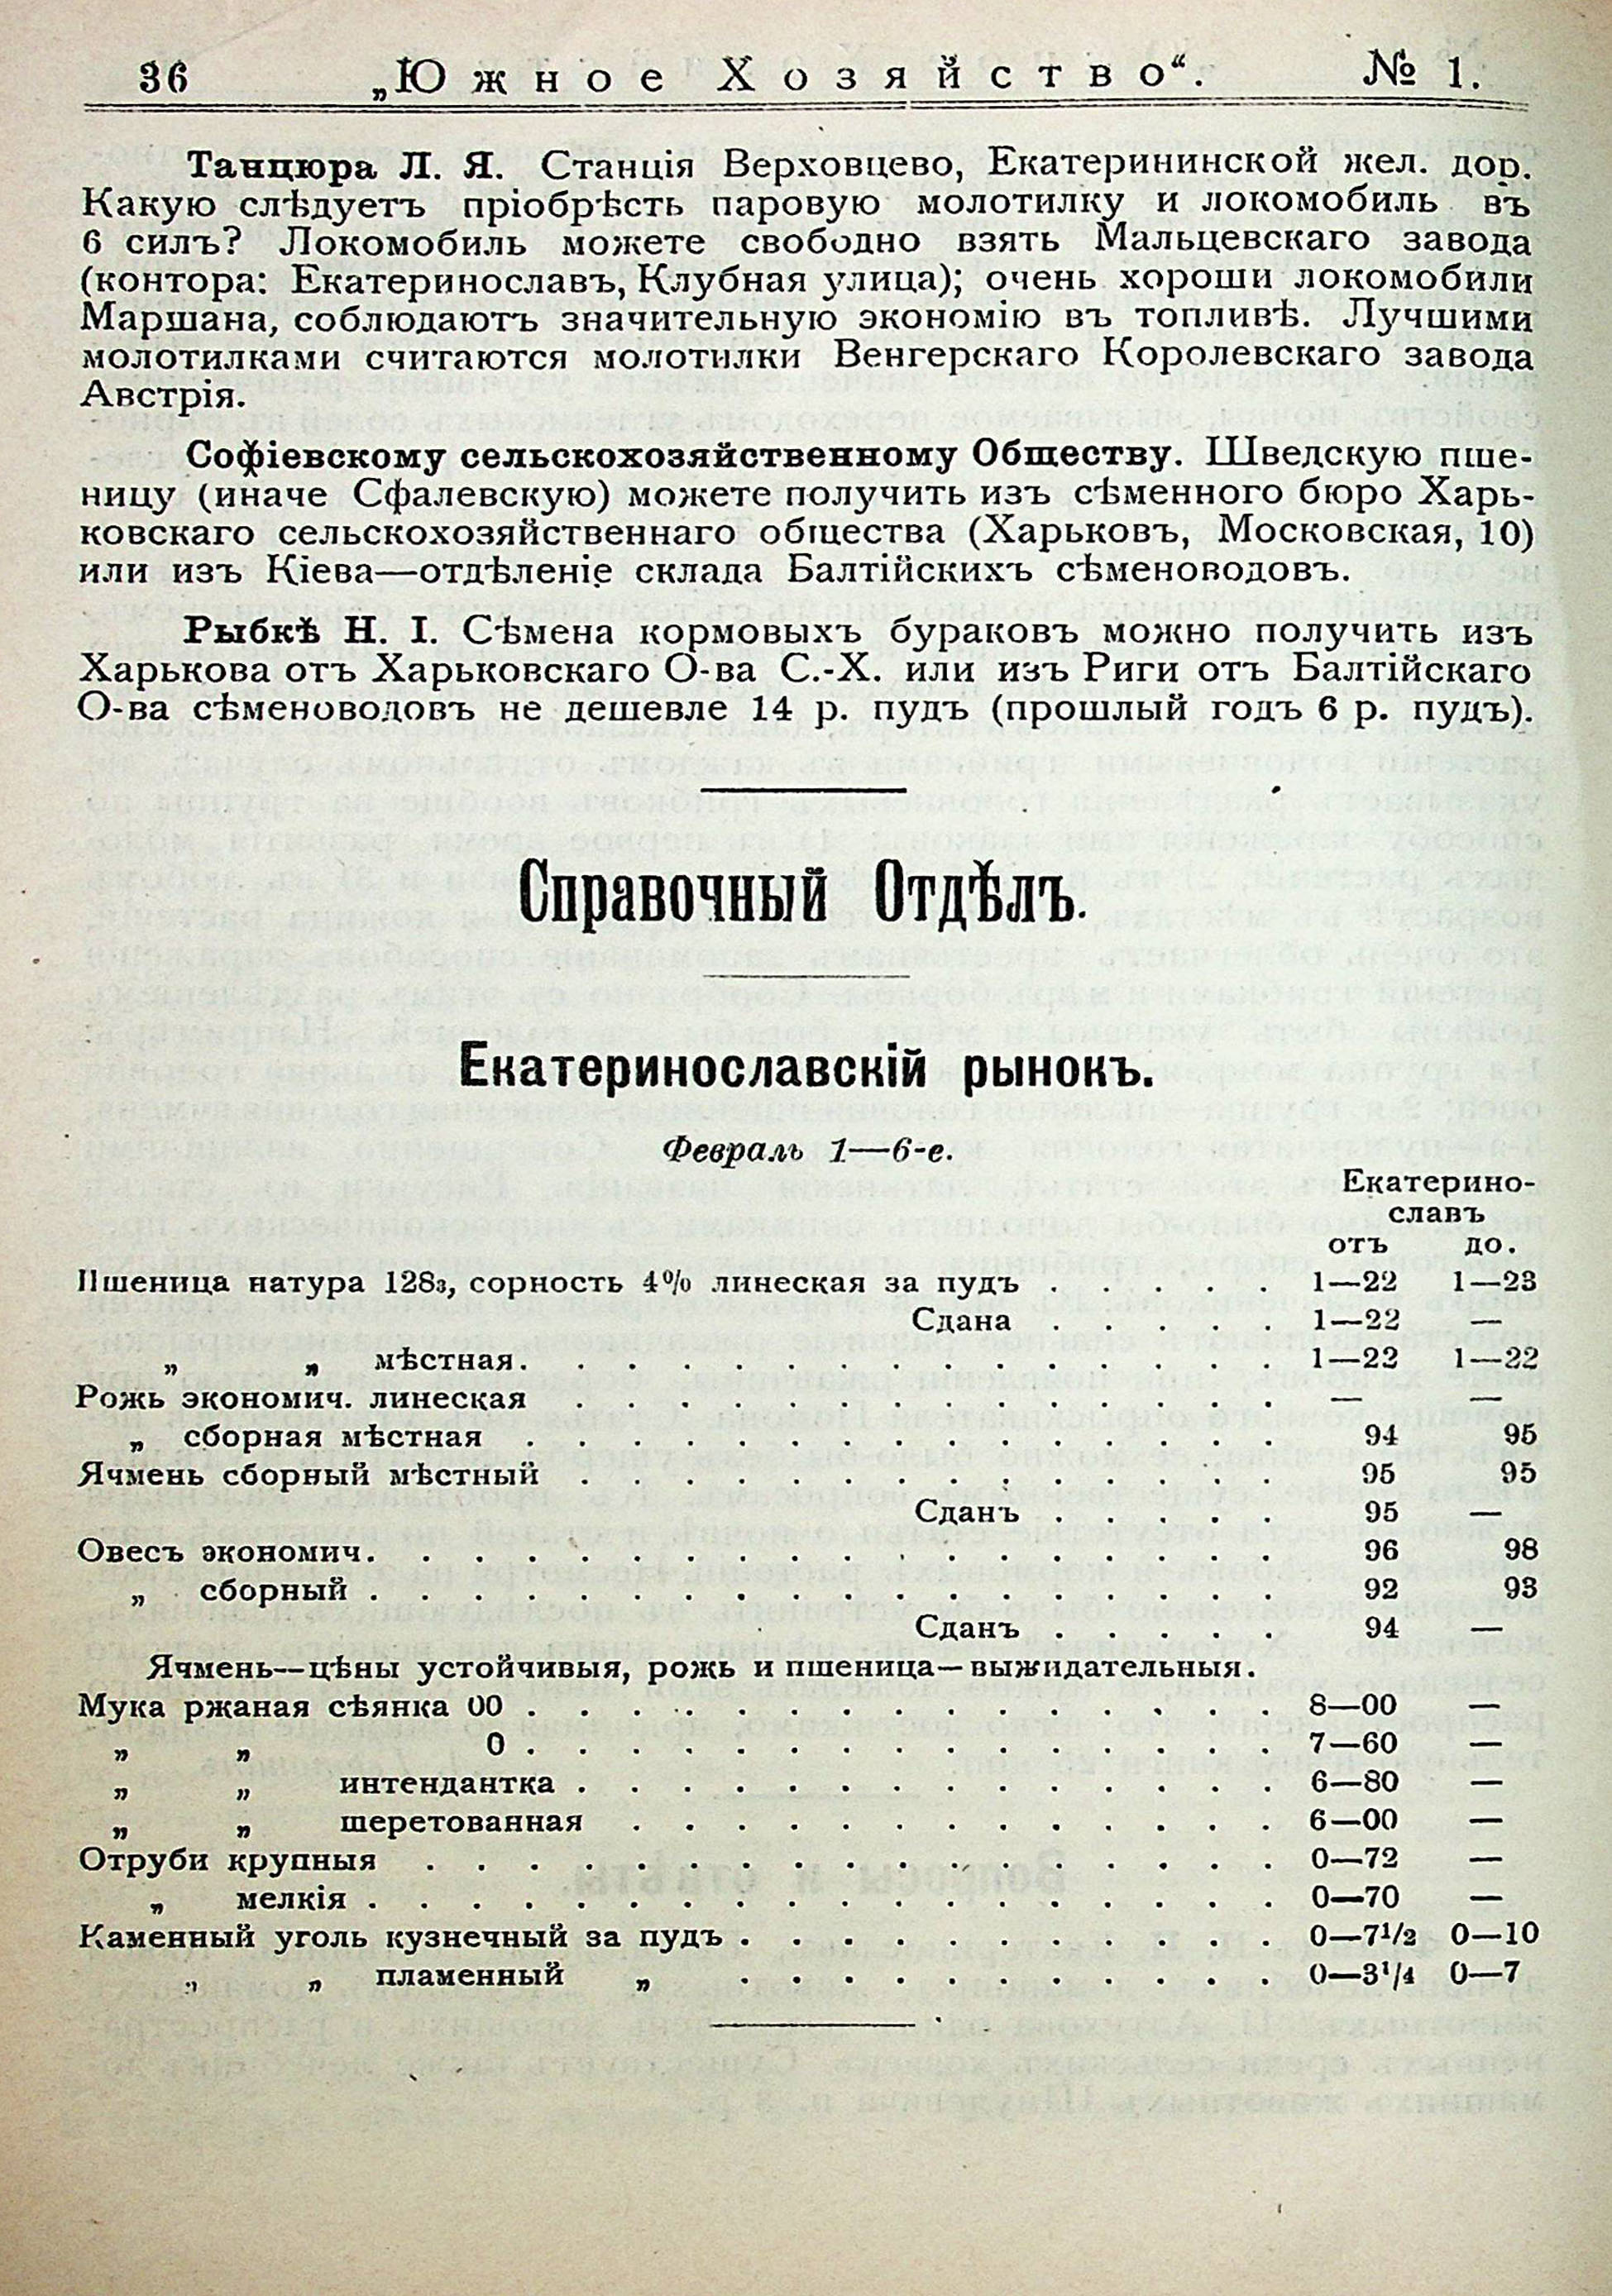 36 „Южное Хозяйство“. № 1.
Танцюра Л. Я. Станція Верховцево, Екатерининской жел. дор.
Какую слѣдуетъ пріобрѣсть паровую молотилку и локомобиль въ
6 силъ? Локомобиль можете свободно взять Мальцевскаго завода
(контора: Екатеринославъ, Клубная улица); очень хороши локомобили
Маршана, соблюдаютъ значительную экономію въ топливѣ. Лучшими
молотилками считаются молотилки Венгерскаго Королевскаго завода
Австрія.
Софіевскому сельскохозяйственному Обществу. Шведскую пше-
ницу (иначе Сфалевскую) можете получить изъ сѣменного бюро Харь-
ковскаго сельскохозяйственнаго общества (Харьковъ, Московская, 10)
или изъ Кіева—отдѣленіе склада Балтійскихъ сѣменоводовъ.
Рыбкѣ Н. І. Сѣмена кормовыхъ бураковъ можно получить изъ
Харькова отъ Харьковскаго О-ва С.-Х. или изъ Риги отъ Балтійскаго
О-ва сѣменоводовъ не дешевле 14 р. пудъ (прошлый годъ 6 р. пудъ).
Справочный Отдѣлъ.
Екатеринославскій рынокъ.
Февраль 1—6-е.
Екатерино-
славъ
отъ до.
Пшеница натура 128з, сорность 4% линеская за пудъ . . . . . 1—22 1—23
Сдана . . . . . 1—22 —
„ „ мѣстная. . . . . . . . . . . . . . . 1—22 1—22
Рожь экономич. линеская . . . . . . . . . . . . . . — —
„ сборная мѣстная . . . . . . . . . . . . . . . 94 95
Ячмень сборный мѣстный . . . . . . . . . . . . . . 95 95
Сданъ . . . . . 95 —
Овесъ экономич. . . . . . . . . . . . . . . . . . . 96 98
„ сборный . . . . . . . . . . . . . . . . . . 92 93
Сданъ . . . . . 94 —
Ячмень—цѣны устойчивыя, рожь и пшеница—выжидательныя.
Мука ржаная сѣянка 00 . . . . . . . . . . . . . . . 8—00 —
„ „ 0 . . . . . . . . . . . . . . . 7—60 —
„ „ интендантка . . . . . . . . . . . . . . 6—80 —
„ „ шеретованная . . . . . . . . . . . . . 6—00 —
Отруби крупныя . . . . . . . . . . . . . . . . . 0—72 —
„ мелкія . . . . . . . . . . . . . . . . . . 0—70 —
Каменный уголь кузнечный за пудъ . . . . . . . . . . . 0—7½ 0—10
„ „ пламенный „ . . . . . . . . . . . 0—3¼ 0—7